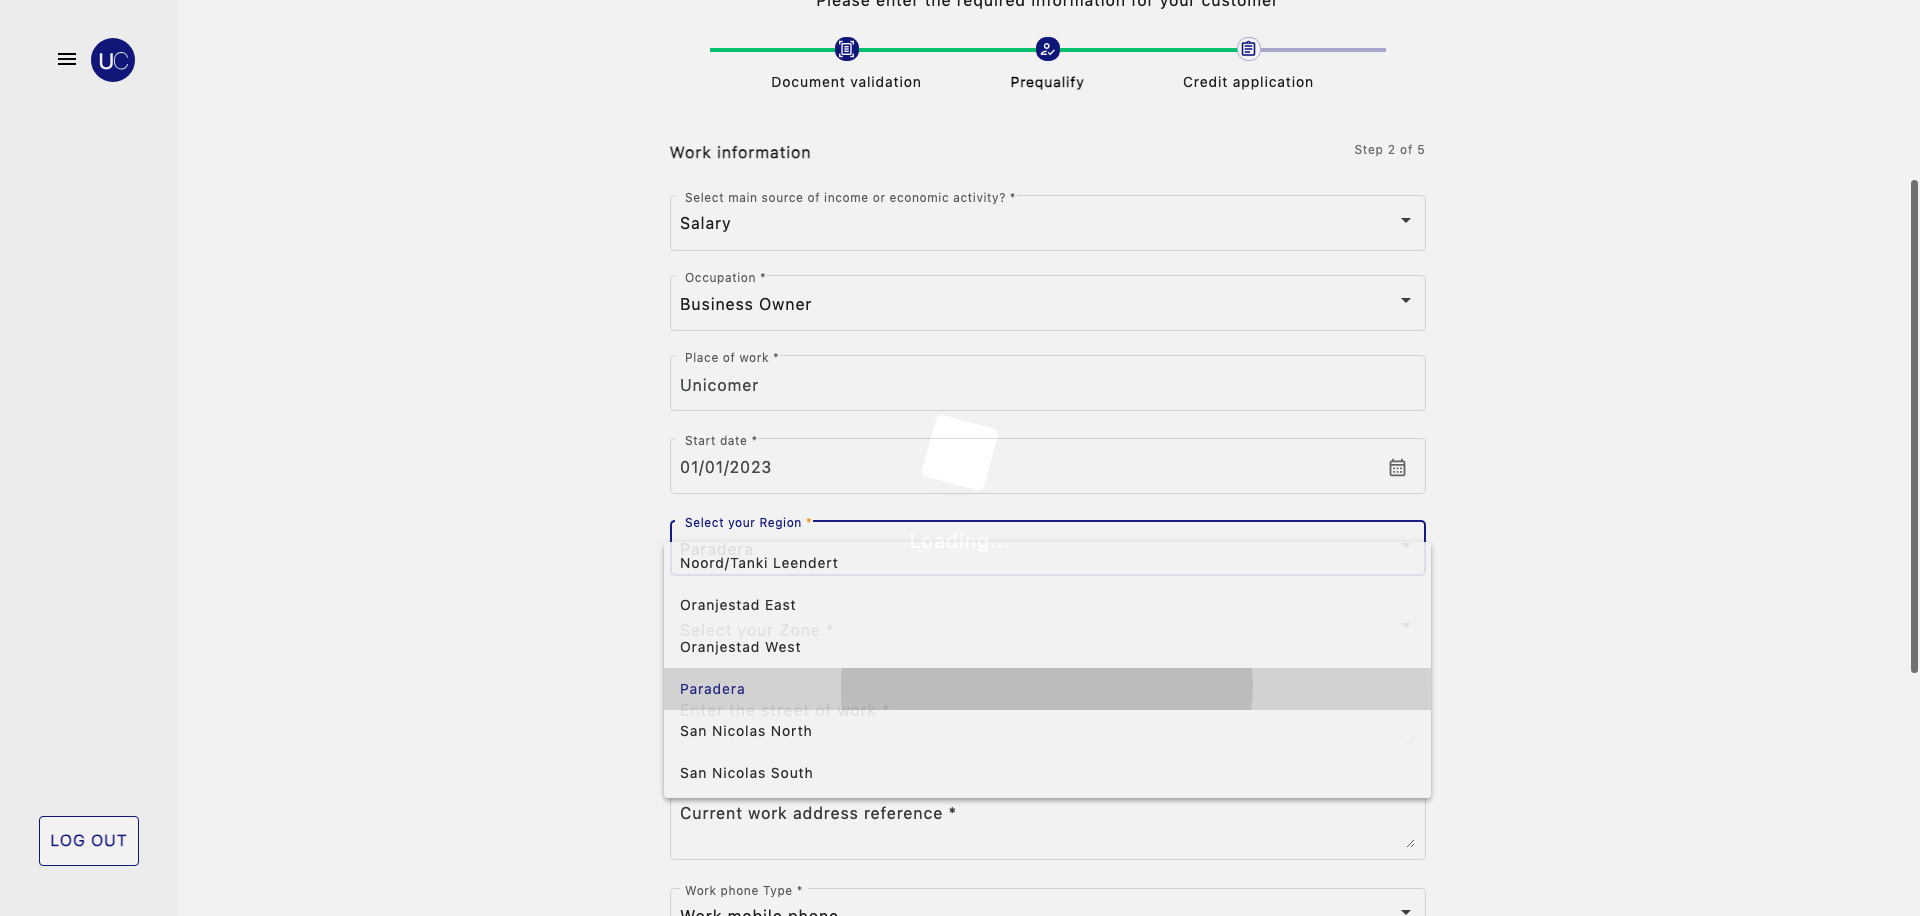 Please enter the required information for your customer
UC
Document validation
Prequalify
Credit application
Work information
Step 2 of 5
Select main source of income or economic activity? *
Salary
Occupation *
Business Owner
Place of work *
Unicomer
Start date *
01/01/2023
Select your Region *
Paradera
Loading...
Noord/Tanki Leendert
Oranjestad East
Select your Zone *
Oranjestad West
Paradera
Enter the street of work *
San Nicolas North
San Nicolas South
Current work address reference *
LOG OUT
Work phone Type *
Work mobile phone